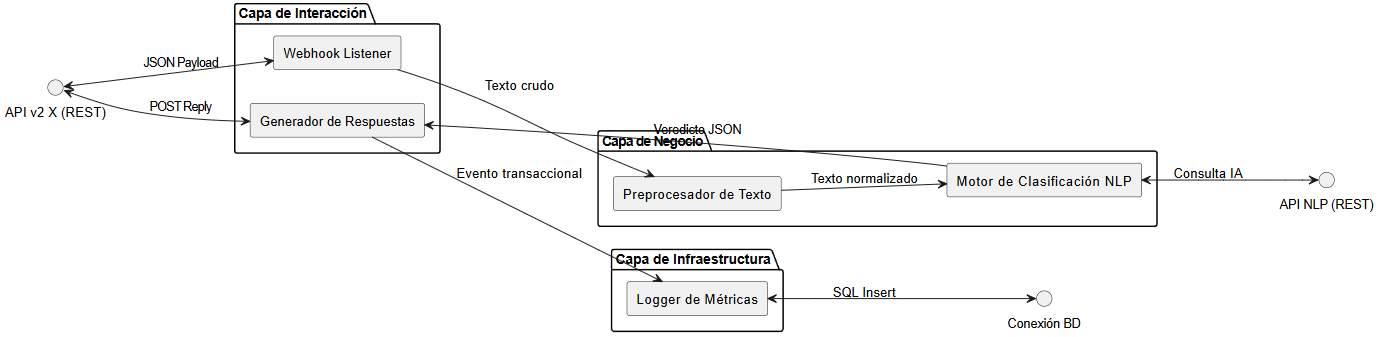 Capa de Interacción
Webhook Listener
JSON Payload
API v2 X (REST)
POST Reply
Generador de Respuestas
Texto crudo
Veredicto JSON
Capa de Negocio
Evento transaccional
Preprocesador de Texto
Texto normalizado
Motor de Clasificación NLP
Consulta IA
API NLP (REST)
Capa de Infraestructura
Logger de Métricas
SQL Insert
Conexión BD